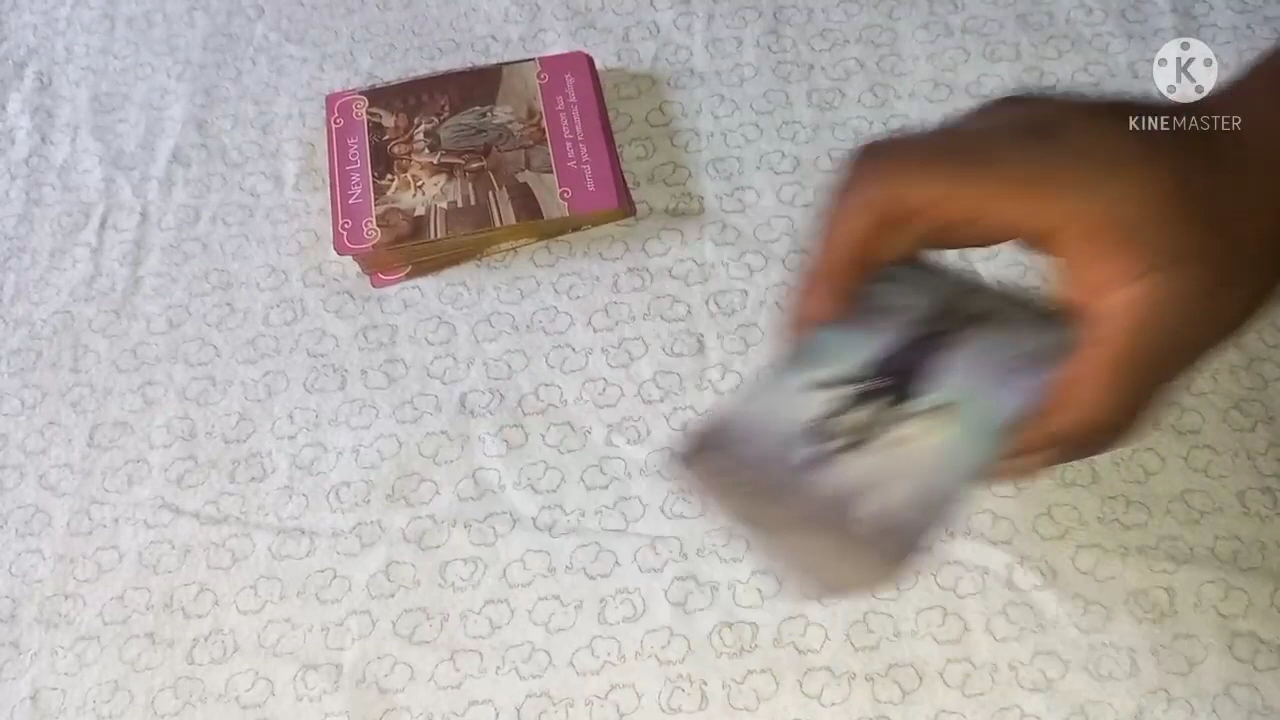 K
KINEMASTER
NEW LOVE
A new person has
stirred your romantic feelings.